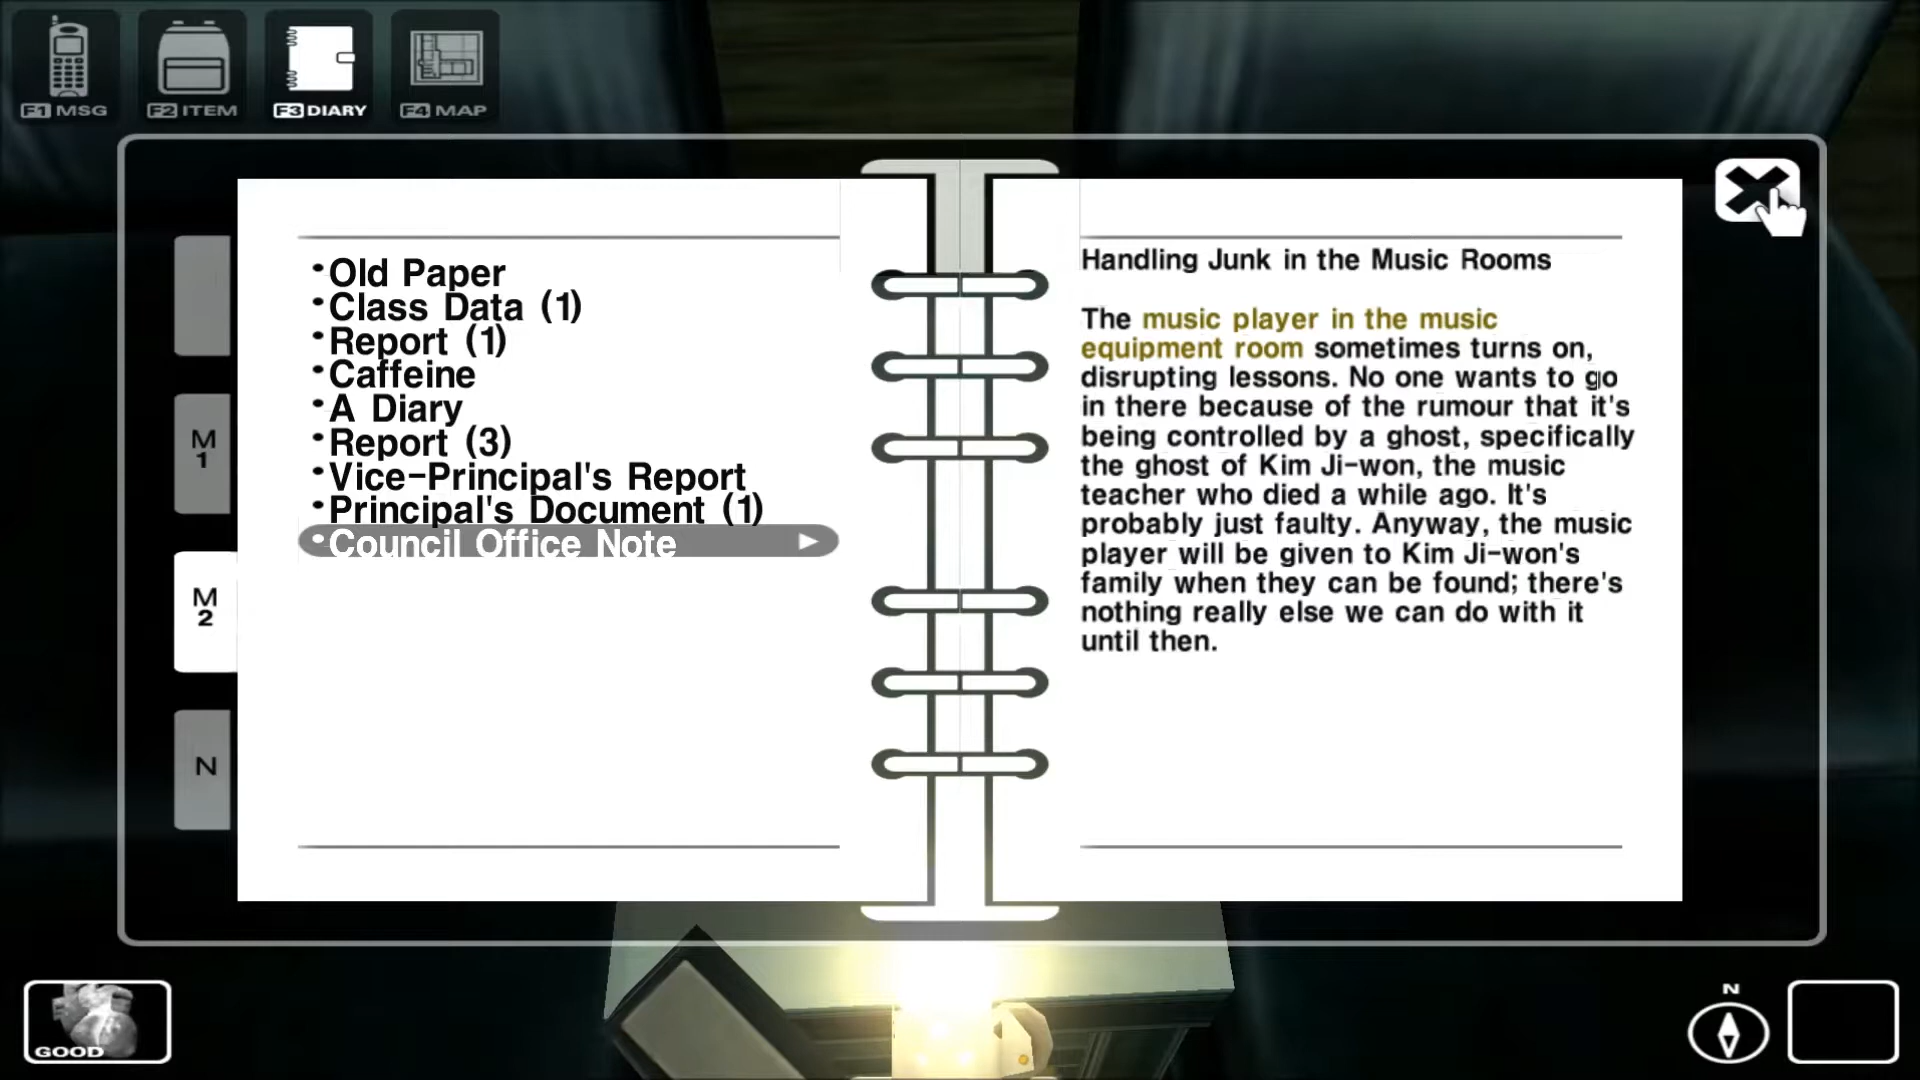 F1 MSG
F2 ITEM
F3 DIARY
F4 MAP
M
1
M
2
N
•Old Paper
•Class Data (1)
•Report (1)
•Caffeine
•A Diary
•Report (3)
•Vice-Principal's Report
•Principal's Document (1)
•Council Office Note
Handling Junk in the Music Rooms
The music player in the music
equipment room sometimes turns on,
disrupting lessons. No one wants to go
in there because of the rumour that it's
being controlled by a ghost, specifically
the ghost of Kim Ji-won, the music
teacher who died a while ago. It's
probably just faulty. Anyway, the music
player will be given to Kim Ji-won's
family when they can be found; there's
nothing really else we can do with it
until then.
GOOD
N